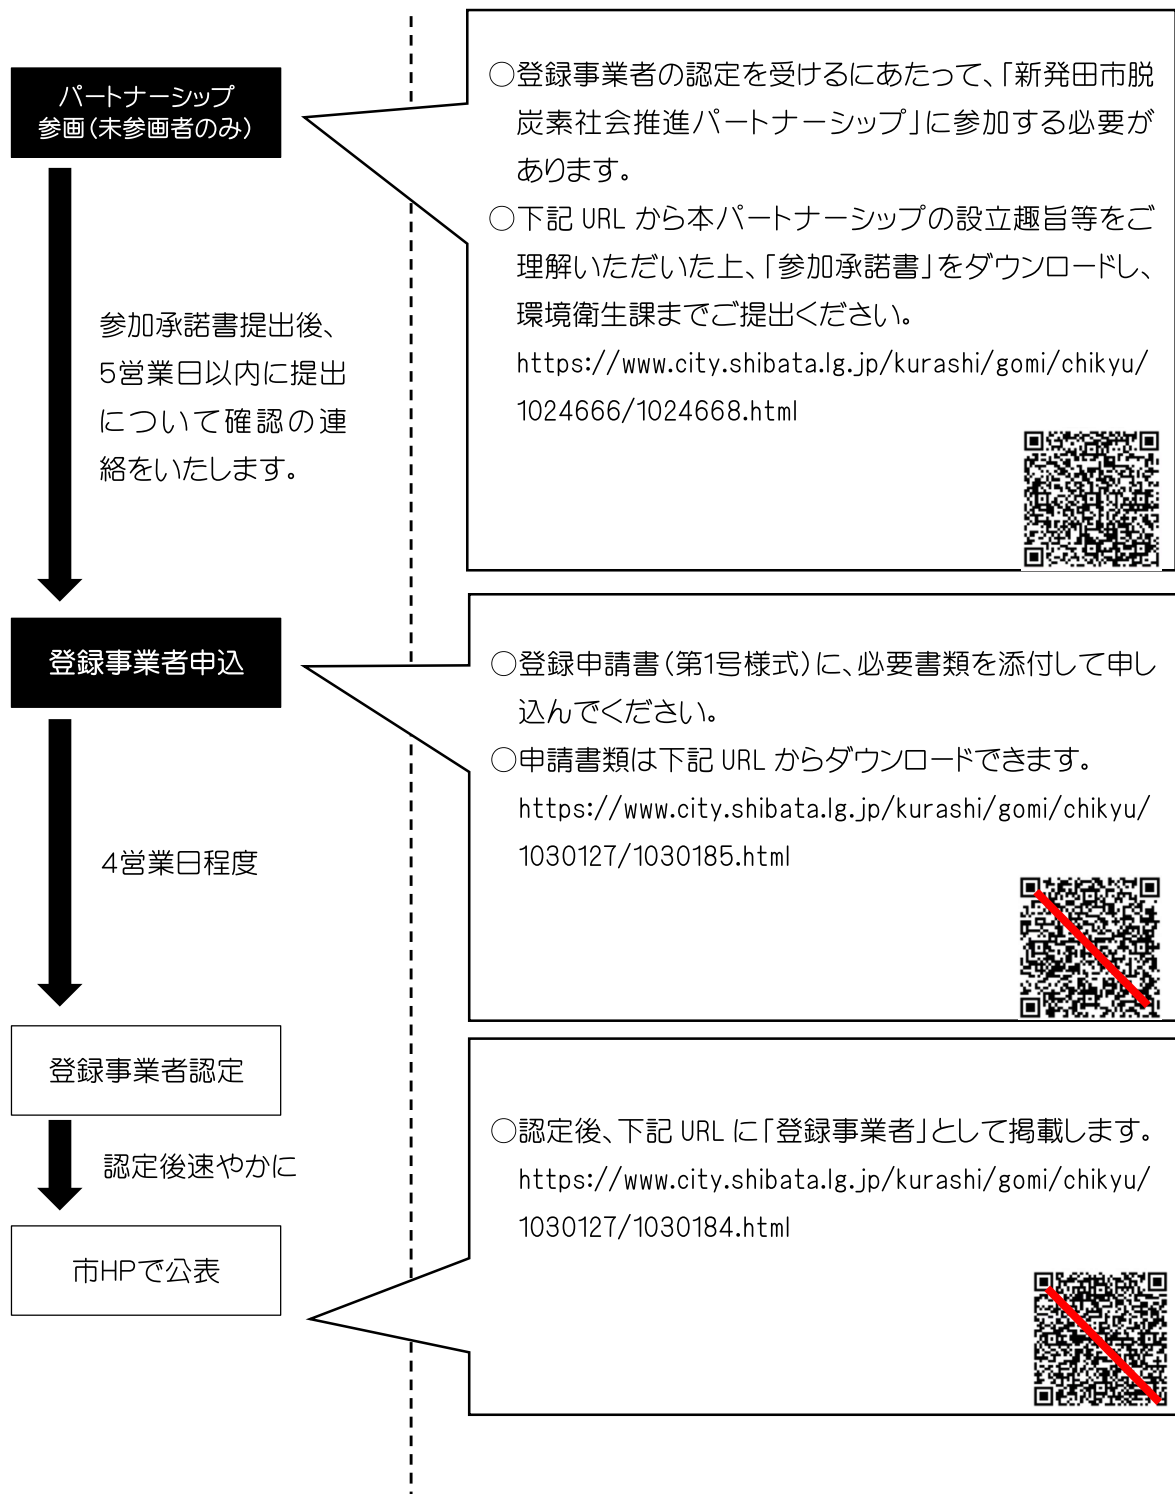 パートナーシップ
参画(未参画者のみ)
○登録事業者の認定を受けるにあたって、「新発田市脱
炭素社会推進パートナーシップ」に参加する必要が
あります。
○下記 URL から本パートナーシップの設立趣旨等をご
理解いただいた上、「参加承諾書」をダウンロードし、
環境衛生課までご提出ください。
https://www.city.shibata.lg.jp/kurashi/gomi/chikyu/
1024666/1024668.html
参加承諾書提出後、
5営業日以内に提出
について確認の連
絡をいたします。
登録事業者申込
○登録申請書(第1号様式)に、必要書類を添付して申し
込んでください。
○申請書類は下記 URL からダウンロードできます。
https://www.city.shibata.lg.jp/kurashi/gomi/chikyu/
1030127/1030185.html
4営業日程度
登録事業者認定
認定後速やかに
市HPで公表
○認定後、下記 URL に「登録事業者」として掲載します。
https://www.city.shibata.lg.jp/kurashi/gomi/chikyu/
1030127/1030184.html